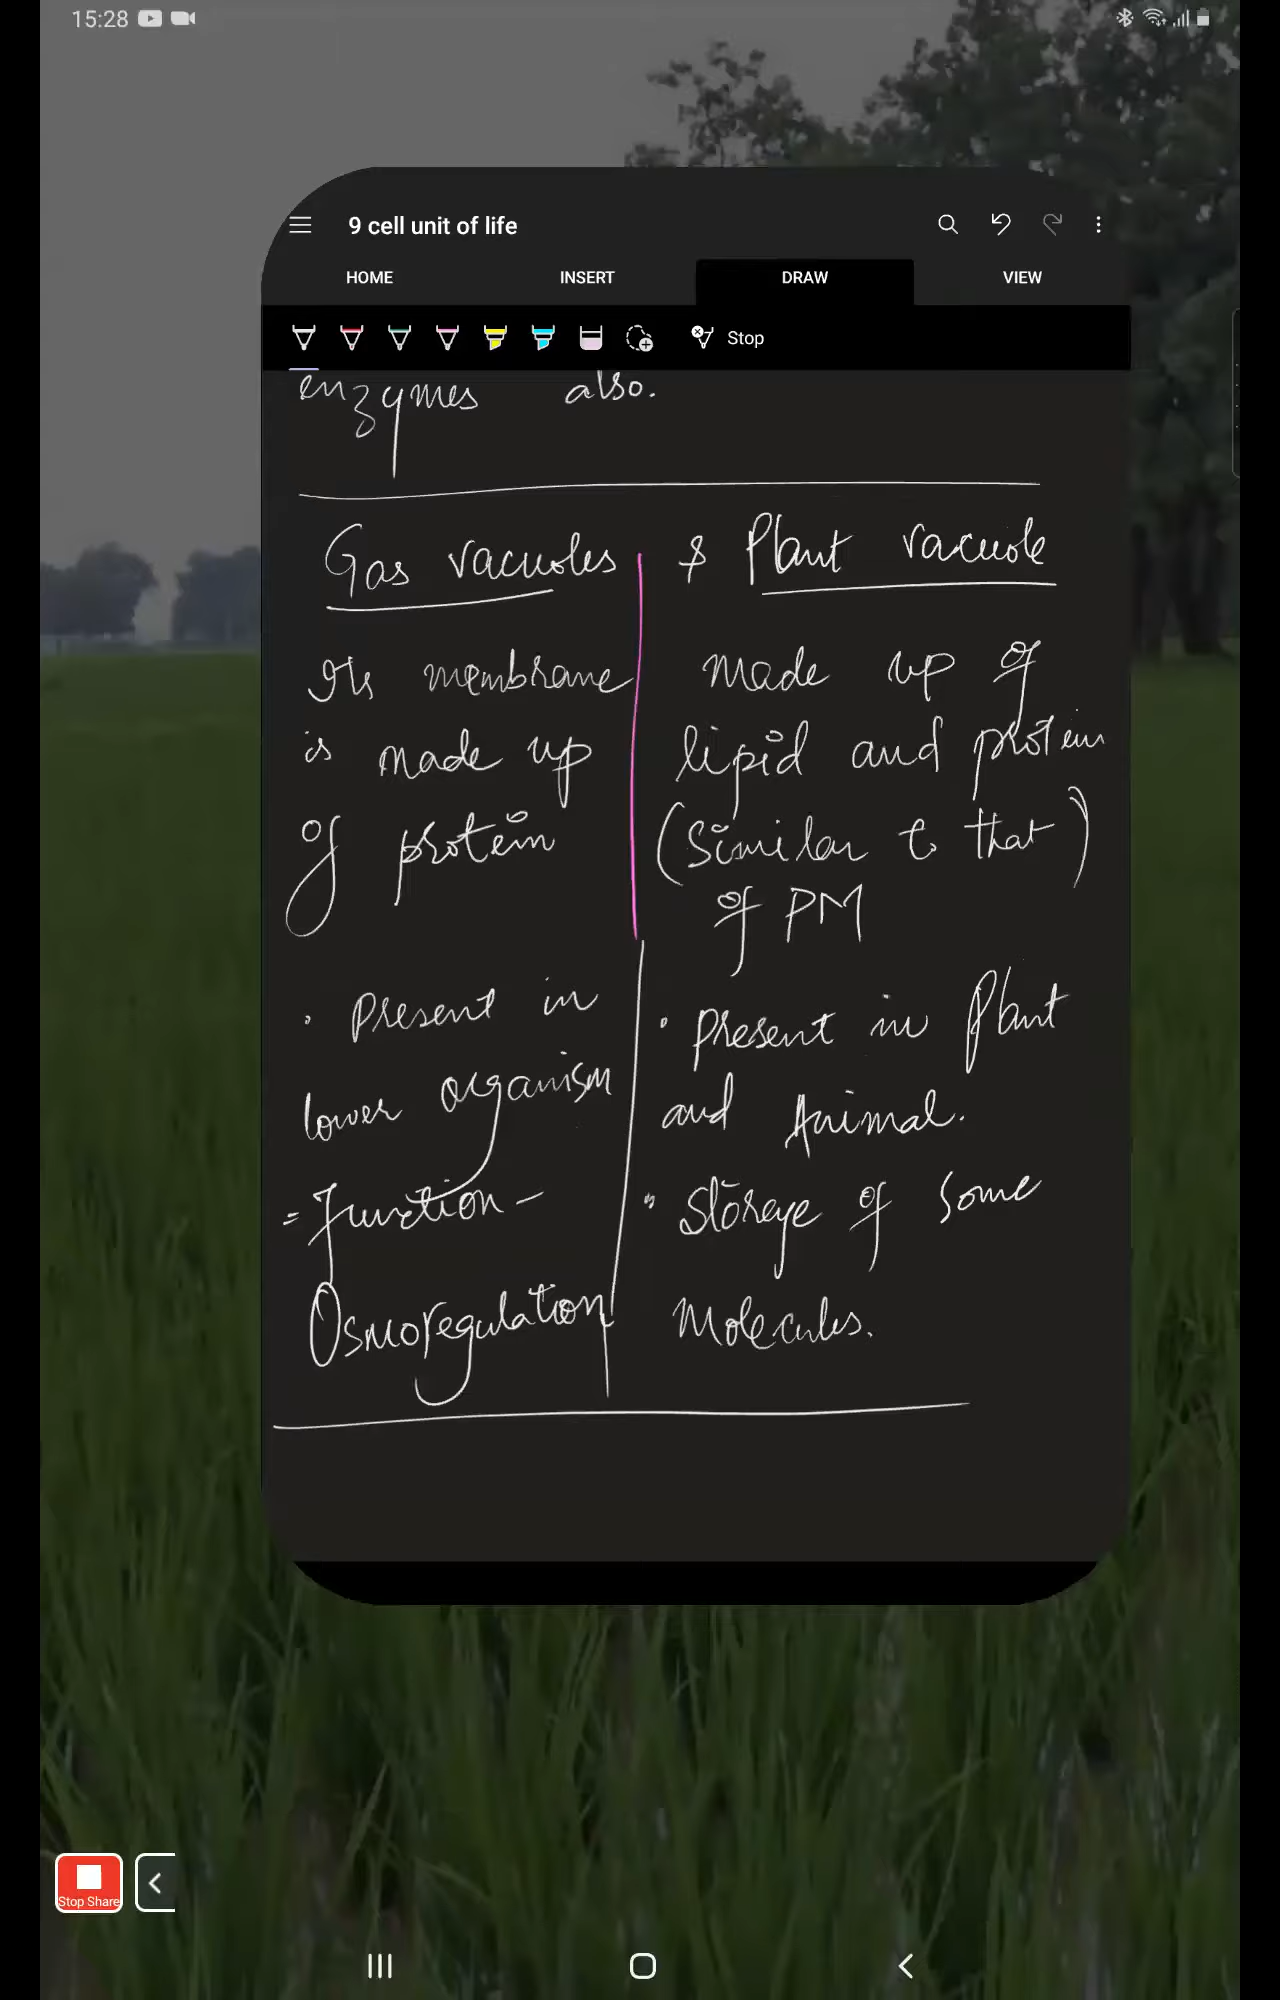 15:28
9 cell unit of life
HOME INSERT DRAW VIEW
Stop
enzymes also.
Gas vacuoles & Plant vacuole
Its membrane
is made up
of protein
made up of
lipid and protein
(similar to that)
of PM
• Present in
lower organism
= function -
Osmoregulation
• present in Plant
and Animal.
" Storage of some
molecules.
Stop Share